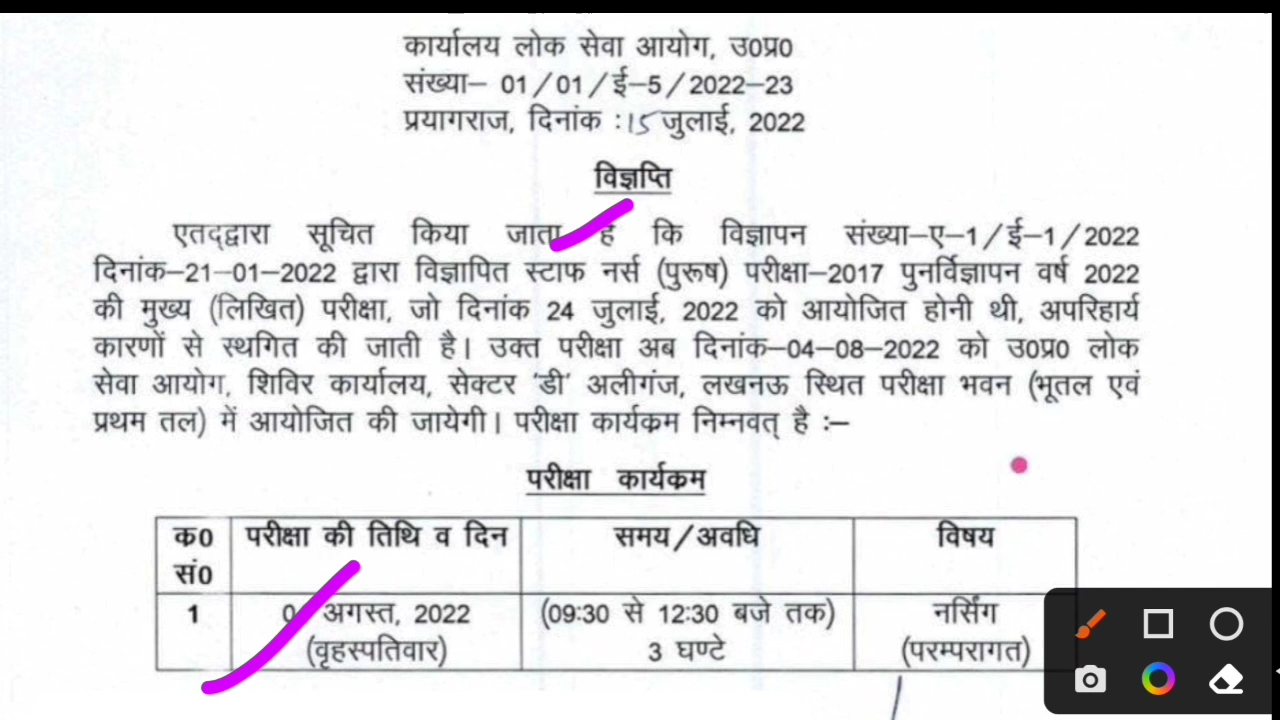 कार्यालय लोक सेवा आयोग, उ0प्र0
संख्या– 01/01/ई–5/2022–23
प्रयागराज, दिनांक :15 जुलाई, 2022
विज्ञप्ति
एतद्द्वारा सूचित किया जाता है कि विज्ञापन संख्या–ए–1/ई–1/2022
दिनांक–21–01–2022 द्वारा विज्ञापित स्टाफ नर्स (पुरूष) परीक्षा–2017 पुनर्विज्ञापन वर्ष 2022
की मुख्य (लिखित) परीक्षा, जो दिनांक 24 जुलाई, 2022 को आयोजित होनी थी, अपरिहार्य
कारणों से स्थगित की जाती है। उक्त परीक्षा अब दिनांक–04–08–2022 को उ0प्र0 लोक
सेवा आयोग, शिविर कार्यालय, सेक्टर 'डी' अलीगंज, लखनऊ स्थित परीक्षा भवन (भूतल एवं
प्रथम तल) में आयोजित की जायेगी। परीक्षा कार्यक्रम निम्नवत् है :–
परीक्षा कार्यक्रम
क्र0 सं0 परीक्षा की तिथि व दिन समय/अवधि विषय
1 अगस्त, 2022 (09:30 से 12:30 बजे तक) नर्सिंग
(वृहस्पतिवार) 3 घण्टे (परम्परागत)